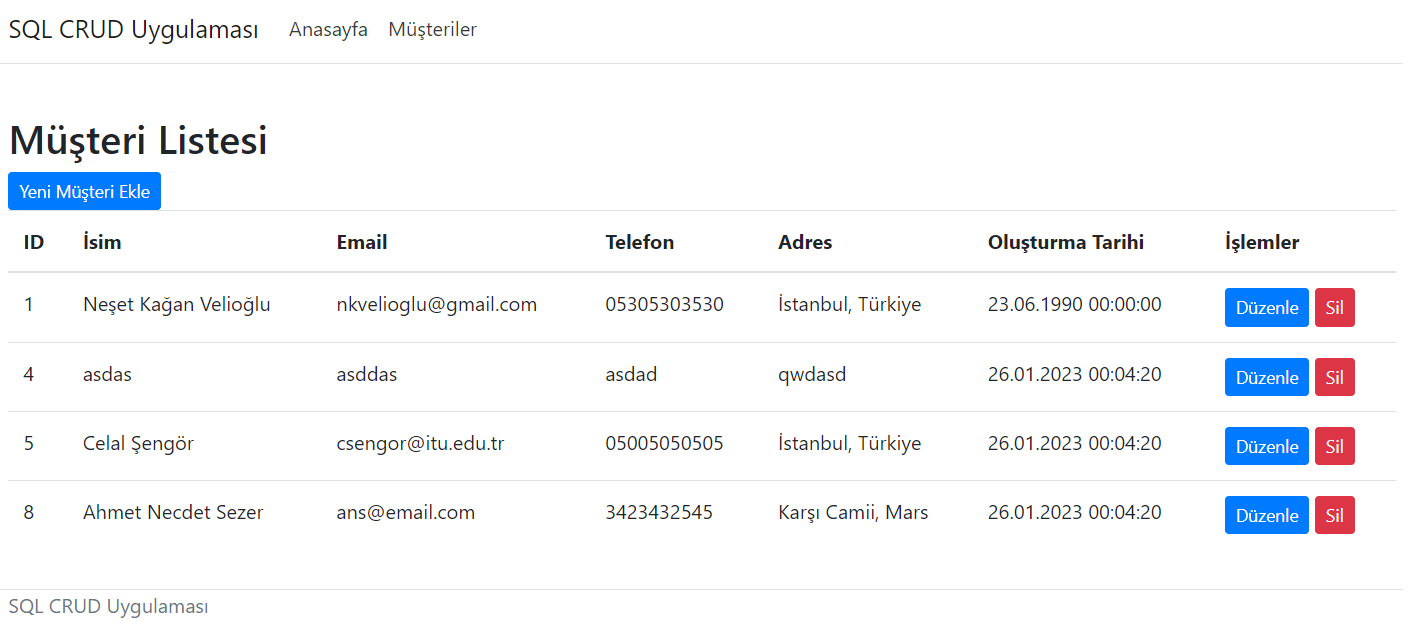 SQL CRUD Uygulaması Anasayfa Müşteriler
Müşteri Listesi
Yeni Müşteri Ekle
ID İsim Email Telefon Adres Oluşturma Tarihi İşlemler
1 Neşet Kağan Velioğlu nkvelioglu@gmail.com 05305303530 İstanbul, Türkiye 23.06.1990 00:00:00 Düzenle Sil
4 asdas asddas asdad qwdasd 26.01.2023 00:04:20 Düzenle Sil
5 Celal Şengör csengor@itu.edu.tr 05005050505 İstanbul, Türkiye 26.01.2023 00:04:20 Düzenle Sil
8 Ahmet Necdet Sezer ans@email.com 3423432545 Karşı Camii, Mars 26.01.2023 00:04:20 Düzenle Sil
SQL CRUD Uygulaması